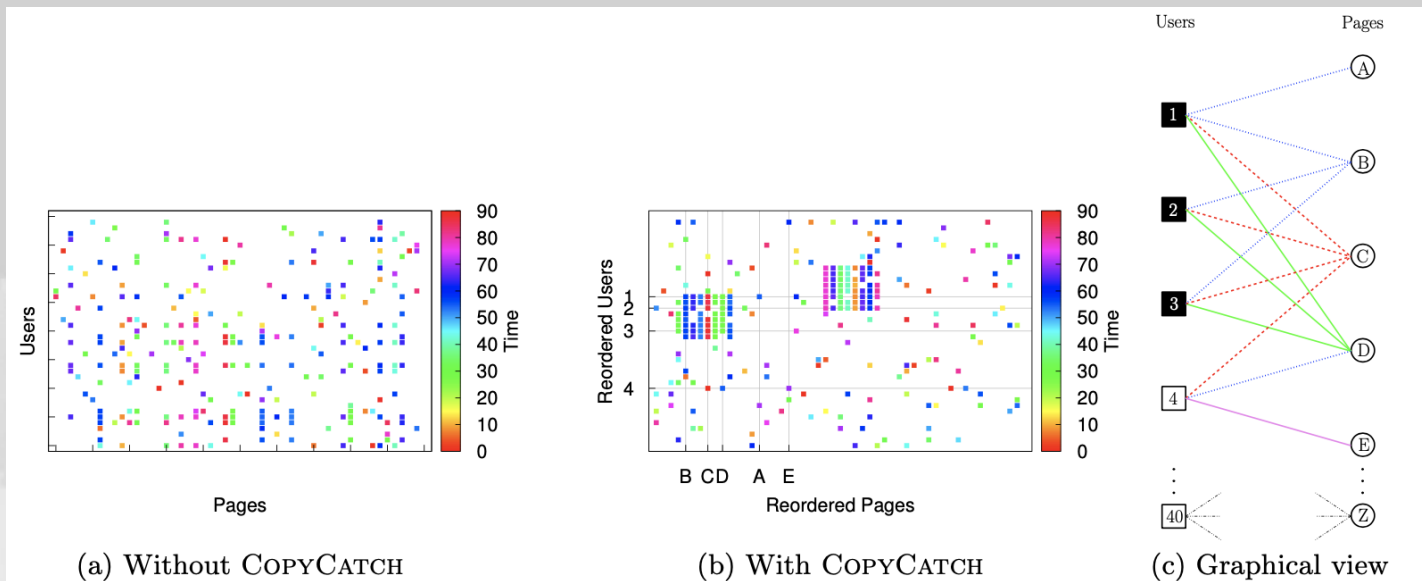 Users
Pages
90
80
70
60
50
40
30
20
10
0
Time
Users
Pages
(a) Without COPYCATCH
1
2
3
4
Reordered Users
B C D A E
Reordered Pages
90
80
70
60
50
40
30
20
10
0
Time
(b) With COPYCATCH
A
1
B
2
C
3
D
4
E
40
Z
(c) Graphical view